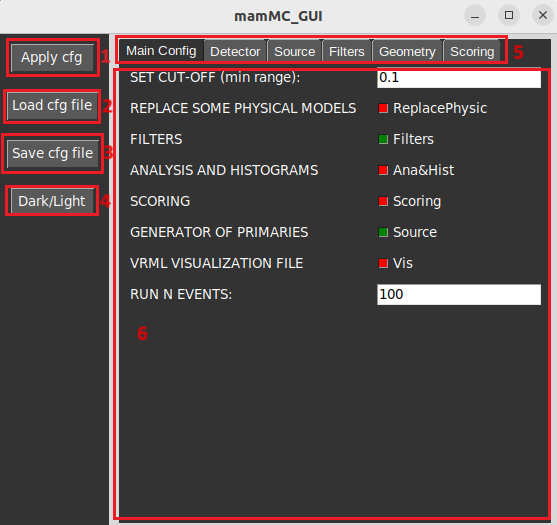 mamMC_GUI
Apply cfg 1
Load cfg file 2
Save cfg file 3
Dark/Light 4
Main Config Detector Source Filters Geometry Scoring 5
SET CUT-OFF (min range): 0.1
REPLACE SOME PHYSICAL MODELS ReplacePhysic
FILTERS Filters
ANALYSIS AND HISTOGRAMS Ana&Hist
SCORING Scoring
GENERATOR OF PRIMARIES Source
VRML VISUALIZATION FILE Vis
RUN N EVENTS: 100
6